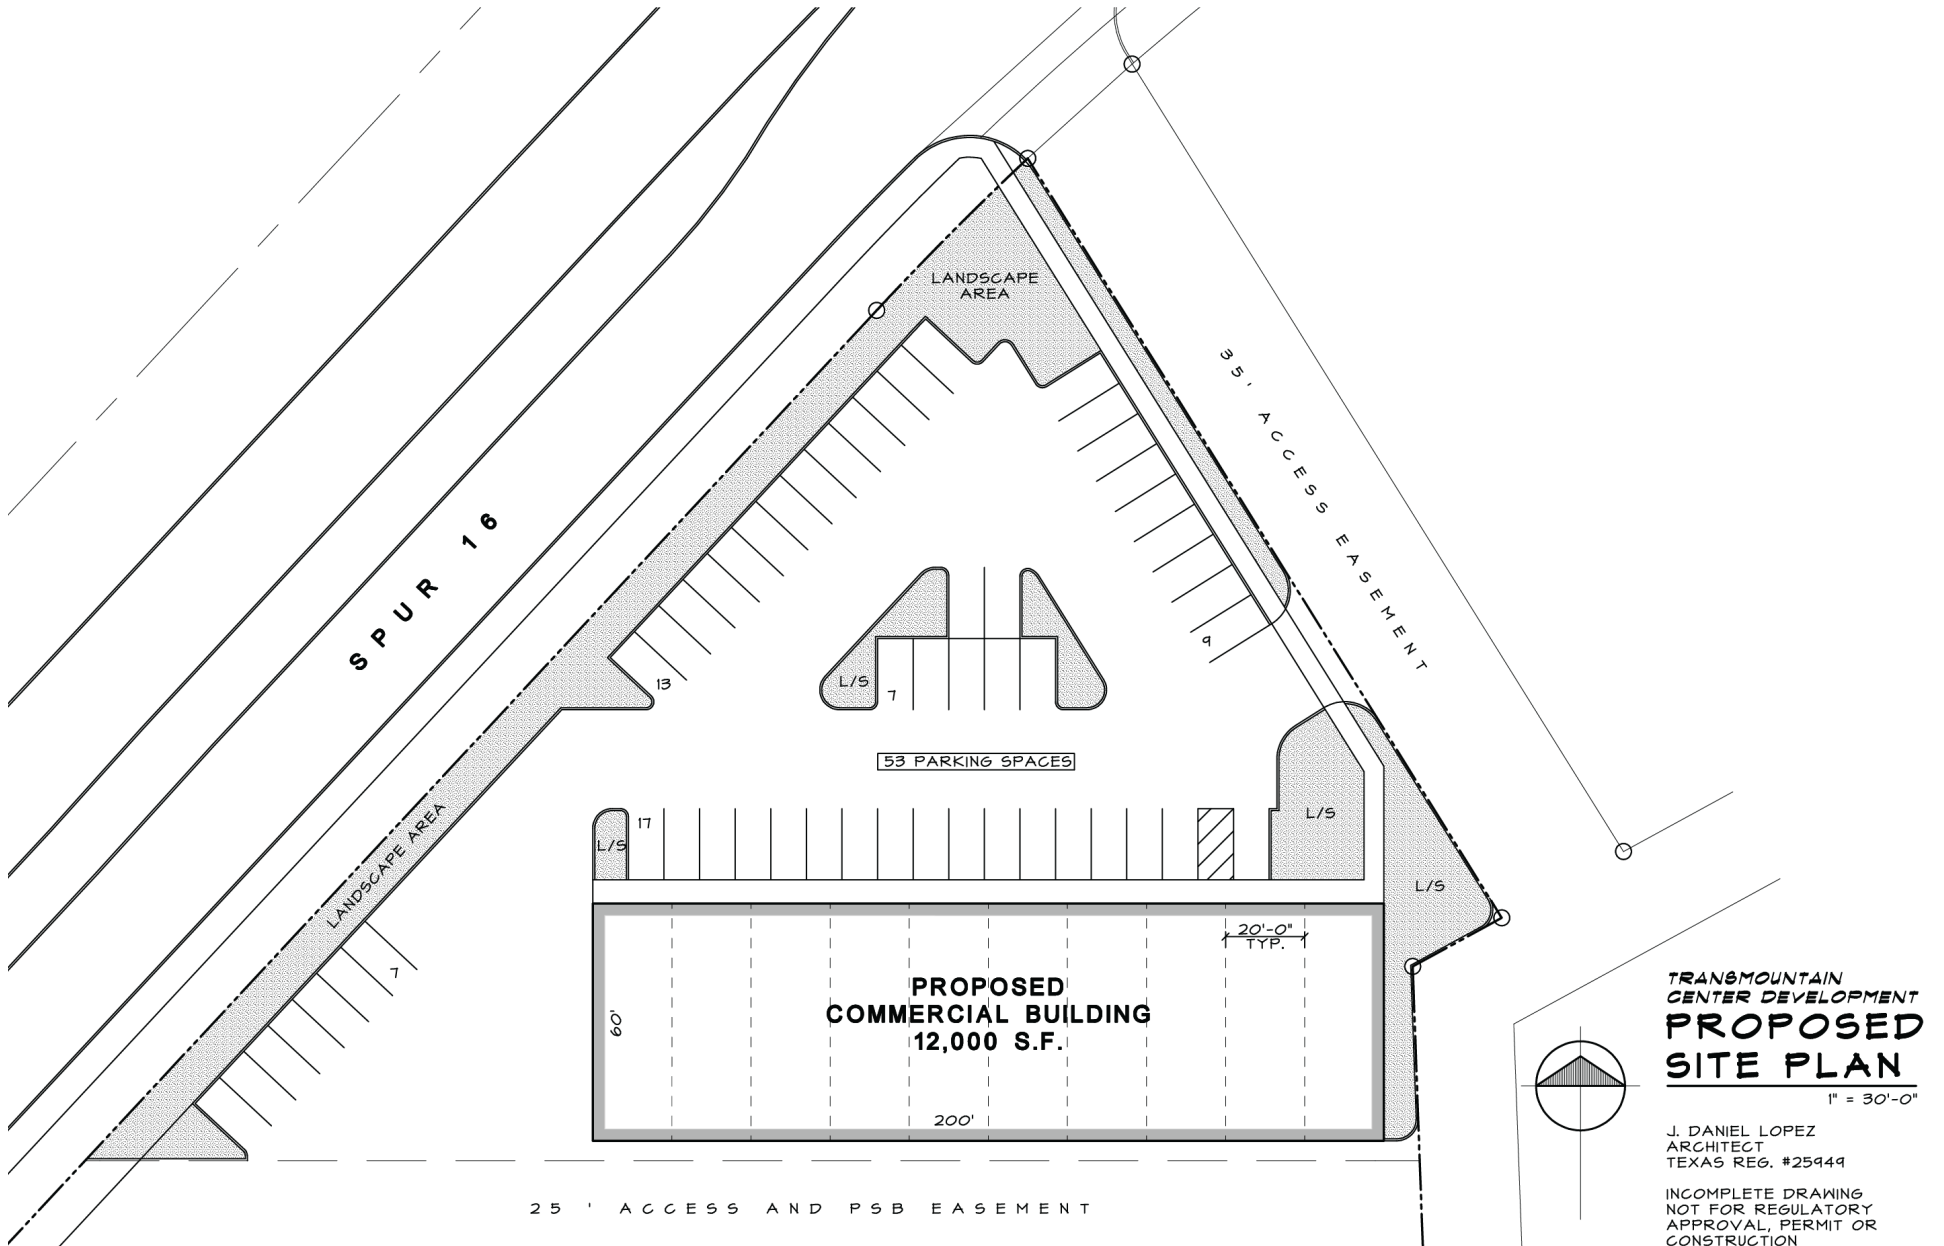 LANDSCAPE
AREA
35' ACCESS EASEMENT
SPUR 16
9
13
L/S
7
53 PARKING SPACES
LANDSCAPE AREA
L/S
17
L/S
L/S
7
20'-0"
TYP.
PROPOSED
COMMERCIAL BUILDING
12,000 S.F.
60'
200'
25' ACCESS AND PSB EASEMENT
TRANSMOUNTAIN
CENTER DEVELOPMENT
PROPOSED
SITE PLAN
1" = 30'-0"
J. DANIEL LOPEZ
ARCHITECT
TEXAS REG. #25949
INCOMPLETE DRAWING
NOT FOR REGULATORY
APPROVAL, PERMIT OR
CONSTRUCTION